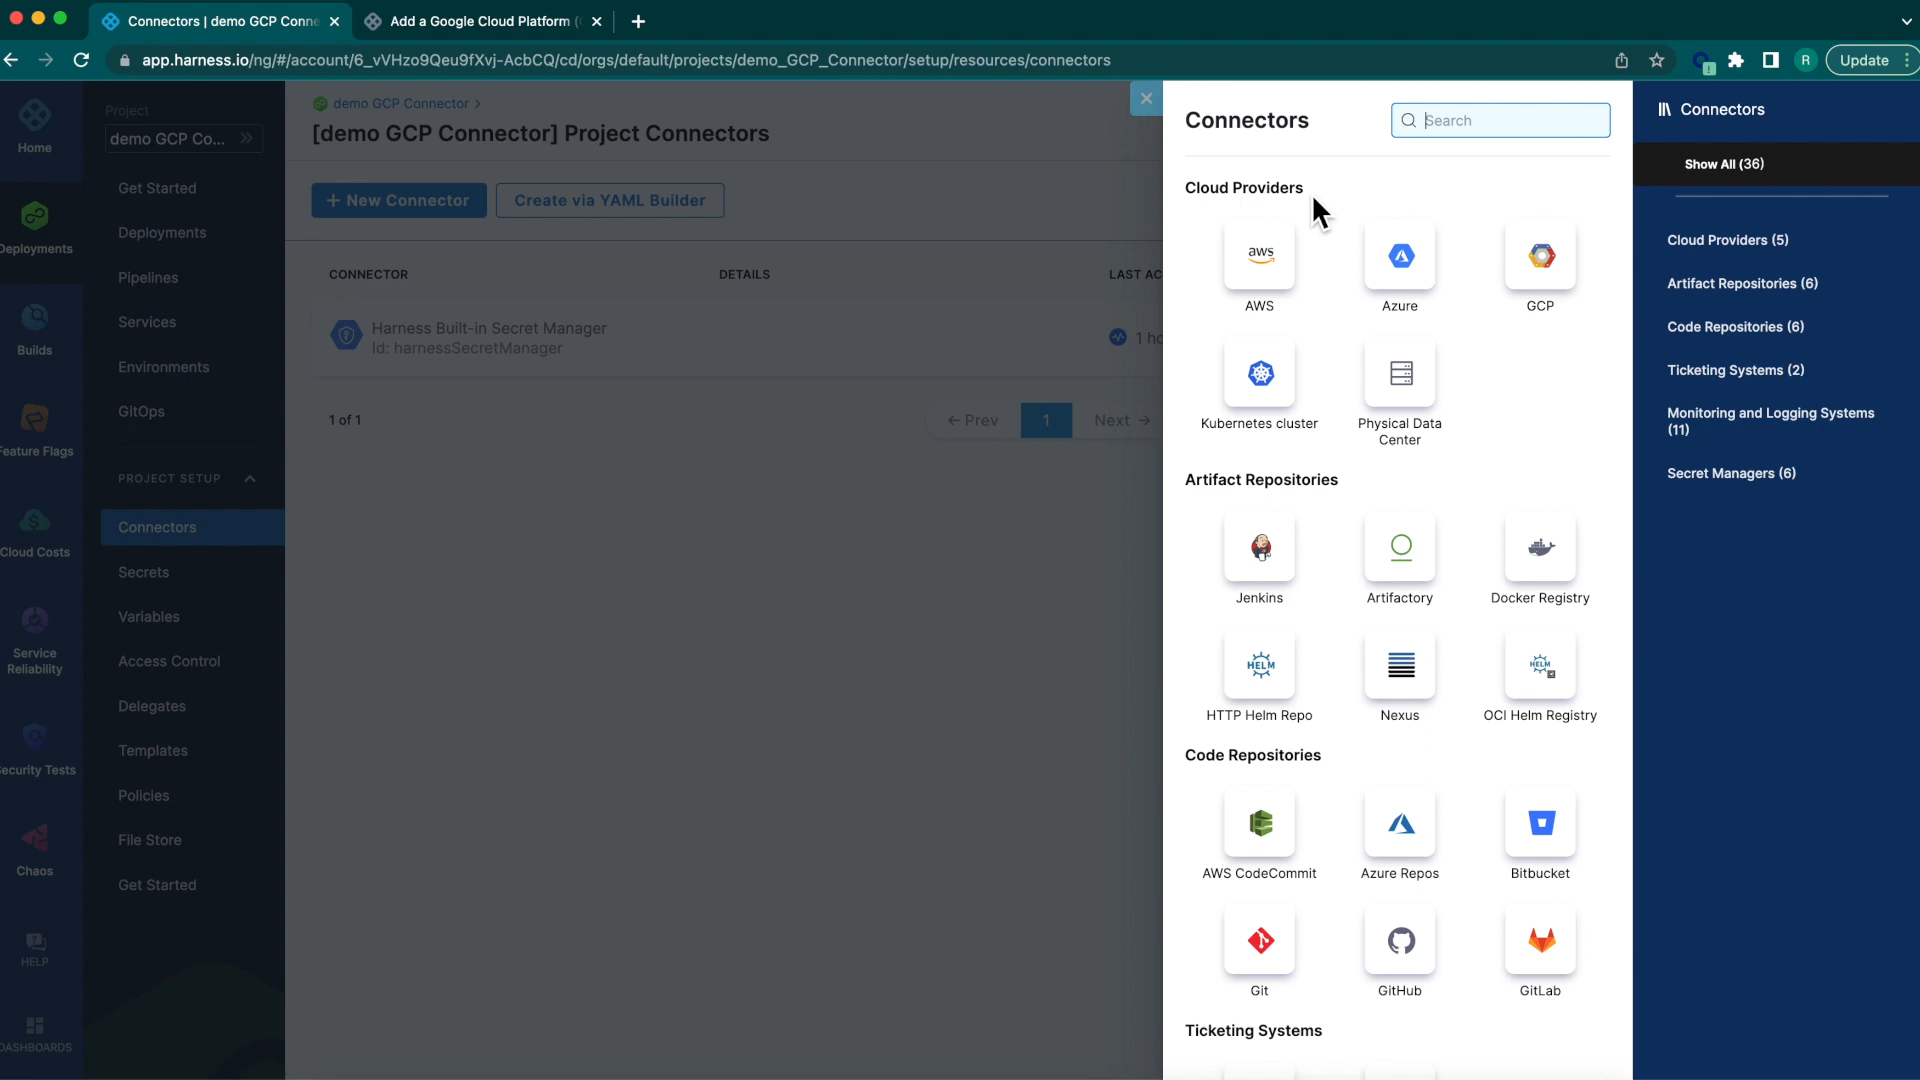 Connectors | demo GCP Conne
Add a Google Cloud Platform (
app.harness.io/ng/#/account/6_vVHzo9Qeu9fXvj-AcbCQ/cd/orgs/default/projects/demo_GCP_Connector/setup/resources/connectors
R
Update
Home
Deployments
Builds
Feature Flags
Cloud Costs
Service
Reliability
Security Tests
Chaos
HELP
DASHBOARDS
Project
demo GCP Co...
Get Started
Deployments
Pipelines
Services
Environments
GitOps
PROJECT SETUP
Connectors
Secrets
Variables
Access Control
Delegates
Templates
Policies
File Store
Get Started
demo GCP Connector >
[demo GCP Connector] Project Connectors
+ New Connector
Create via YAML Builder
CONNECTOR
DETAILS
LAST AC
Harness Built-in Secret Manager
Id: harnessSecretManager
1 ho
1 of 1
← Prev
1
Next →
Connectors
Search
Cloud Providers
aws
AWS
Azure
GCP
Kubernetes cluster
Physical Data
Center
Artifact Repositories
Jenkins
Artifactory
Docker Registry
HELM
HTTP Helm Repo
Nexus
HELM
OCI Helm Registry
Code Repositories
AWS CodeCommit
Azure Repos
Bitbucket
Git
GitHub
GitLab
Ticketing Systems
Connectors
Show All (36)
Cloud Providers (5)
Artifact Repositories (6)
Code Repositories (6)
Ticketing Systems (2)
Monitoring and Logging Systems
(11)
Secret Managers (6)